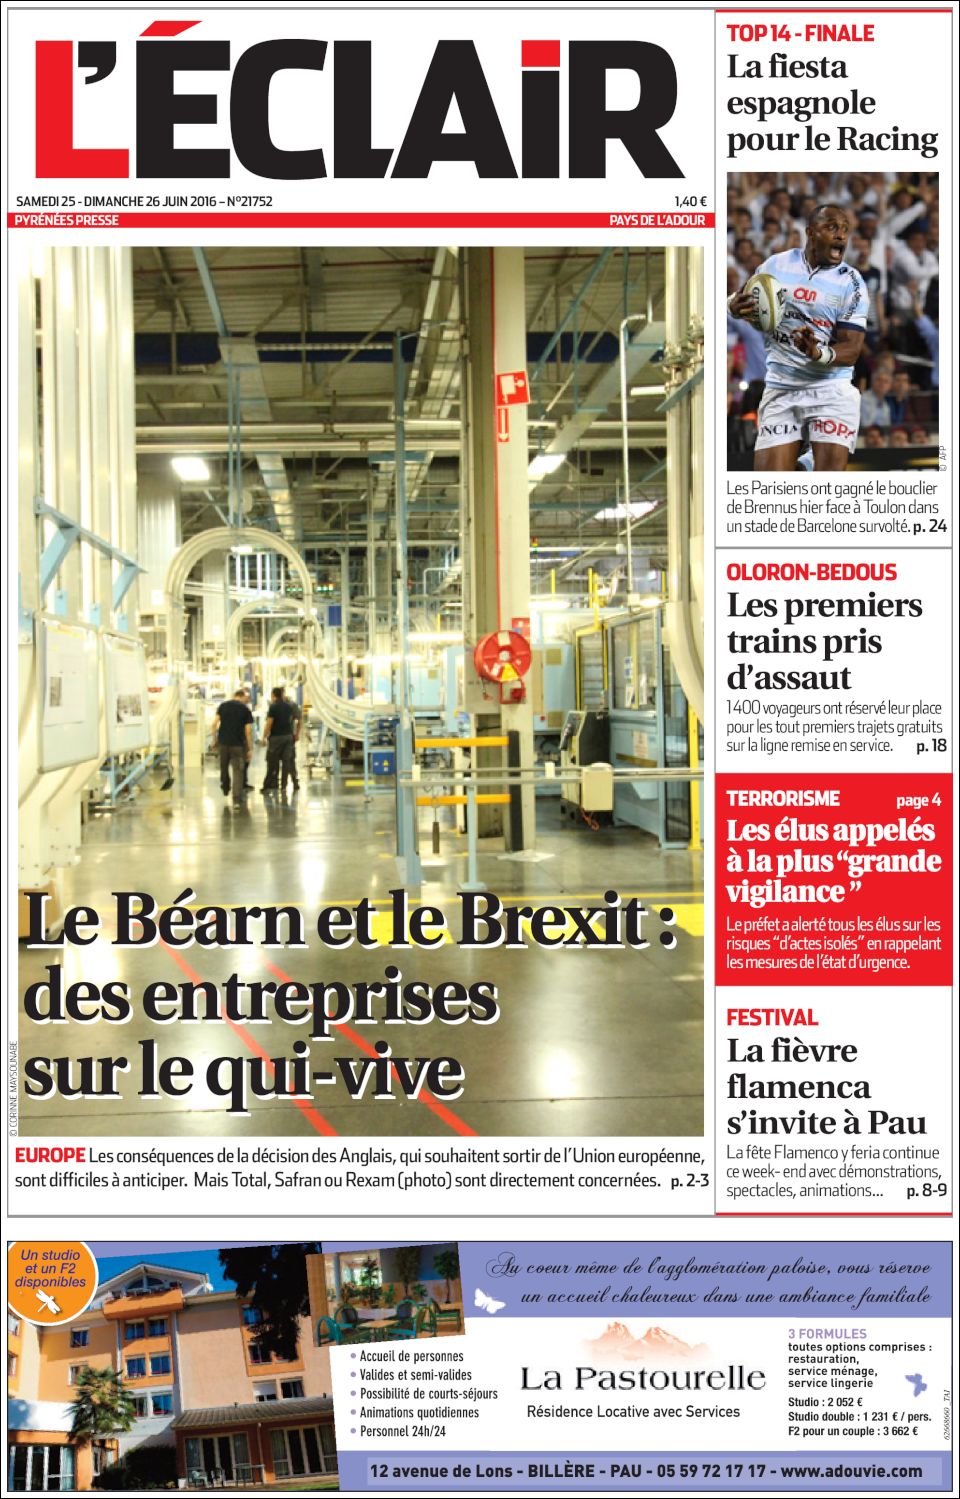 L'ÉCLAIR
SAMEDI 25 - DIMANCHE 26 JUIN 2016 – N°21752
1,40 €
PYRÉNÉES PRESSE
PAYS DE L'ADOUR
Le Béarn et le Brexit :
des entreprises
sur le qui-vive
© CORINNE MAYSOUNABE
EUROPE Les conséquences de la décision des Anglais, qui souhaitent sortir de l'Union européenne,
sont difficiles à anticiper. Mais Total, Safran ou Rexam (photo) sont directement concernées. p. 2-3
TOP 14 - FINALE
La fiesta
espagnole
pour le Racing
© AFP
Les Parisiens ont gagné le bouclier
de Brennus hier face à Toulon dans
un stade de Barcelone survolté. p. 24
OLORON-BEDOUS
Les premiers
trains pris
d'assaut
1 400 voyageurs ont réservé leur place
pour les tout premiers trajets gratuits
sur la ligne remise en service. p. 18
TERRORISME page 4
Les élus appelés
à la plus “grande
vigilance ”
Le préfet a alerté tous les élus sur les
risques “d'actes isolés” en rappelant
les mesures de l'état d'urgence.
FESTIVAL
La fièvre
flamenca
s'invite à Pau
La fête Flamenco y feria continue
ce week- end avec démonstrations,
spectacles, animations... p. 8-9
Un studio
et un F2
disponibles
Au coeur même de l'agglomération paloise, vous réserve
un accueil chaleureux dans une ambiance familiale
• Accueil de personnes
• Valides et semi-valides
• Possibilité de courts-séjours
• Animations quotidiennes
• Personnel 24h/24
La Pastourelle
Résidence Locative avec Services
3 FORMULES
toutes options comprises :
restauration,
service ménage,
service lingerie
Studio : 2 052 €
Studio double : 1 231 € / pers.
F2 pour un couple : 3 662 €
62668660_TAI
12 avenue de Lons - BILLÈRE - PAU - 05 59 72 17 17 - www.adouvie.com